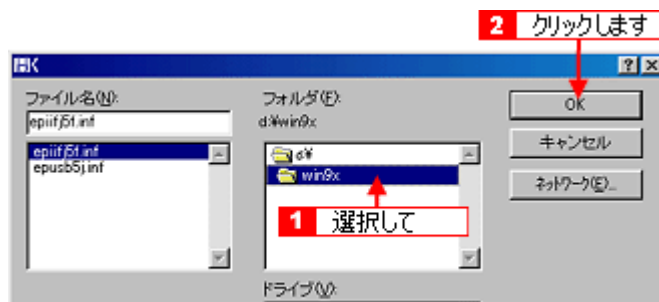 2 クリックします
開く
ファイル名(N):
epiifj5f.inf
epiifj5f.inf
epusb5j.inf
フォルダ(F):
d:¥win9x
d:¥
win9x
1 選択して
ドライブ(V):
OK
キャンセル
ネットワーク(E)...